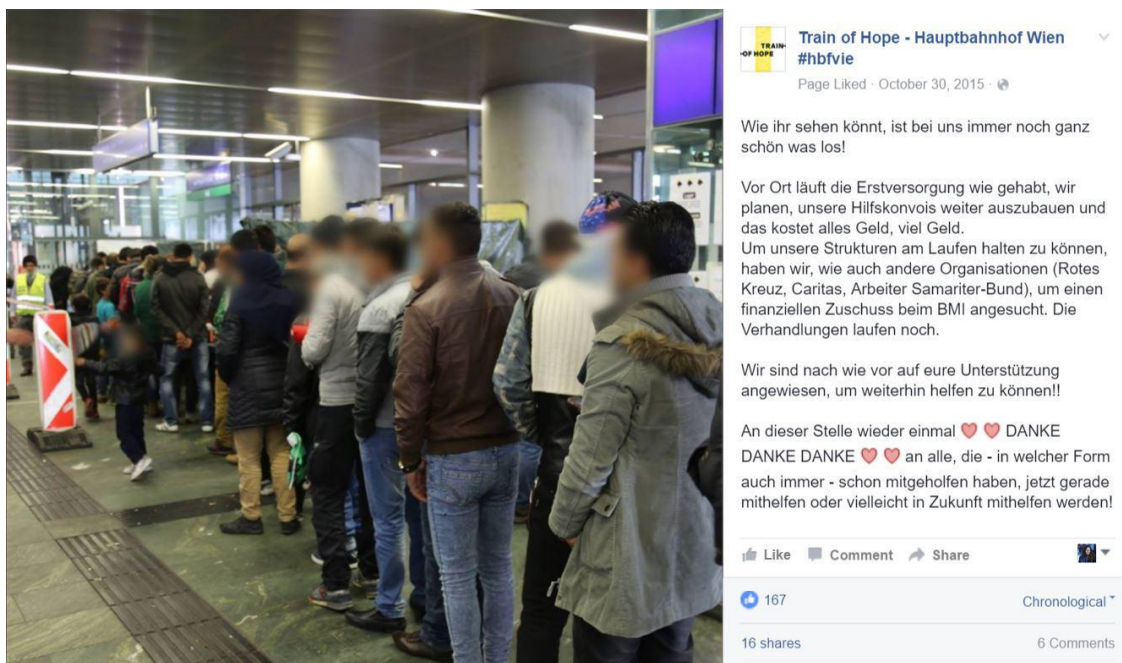 TRAIN
OF HOPE
Train of Hope - Hauptbahnhof Wien
#hbfvie
Page Liked · October 30, 2015 ·
Wie ihr sehen könnt, ist bei uns immer noch ganz
schön was los!
Vor Ort läuft die Erstversorgung wie gehabt, wir
planen, unsere Hilfskonvois weiter auszubauen und
das kostet alles Geld, viel Geld.
Um unsere Strukturen am Laufen halten zu können,
haben wir, wie auch andere Organisationen (Rotes
Kreuz, Caritas, Arbeiter Samariter-Bund), um einen
finanziellen Zuschuss beim BMI angesucht. Die
Verhandlungen laufen noch.
Wir sind nach wie vor auf eure Unterstützung
angewiesen, um weiterhin helfen zu können!!
An dieser Stelle wieder einmal DANKE
DANKE DANKE an alle, die - in welcher Form
auch immer - schon mitgeholfen haben, jetzt gerade
mithelfen oder vielleicht in Zukunft mithelfen werden!
Like Comment Share
167 Chronological
16 shares 6 Comments